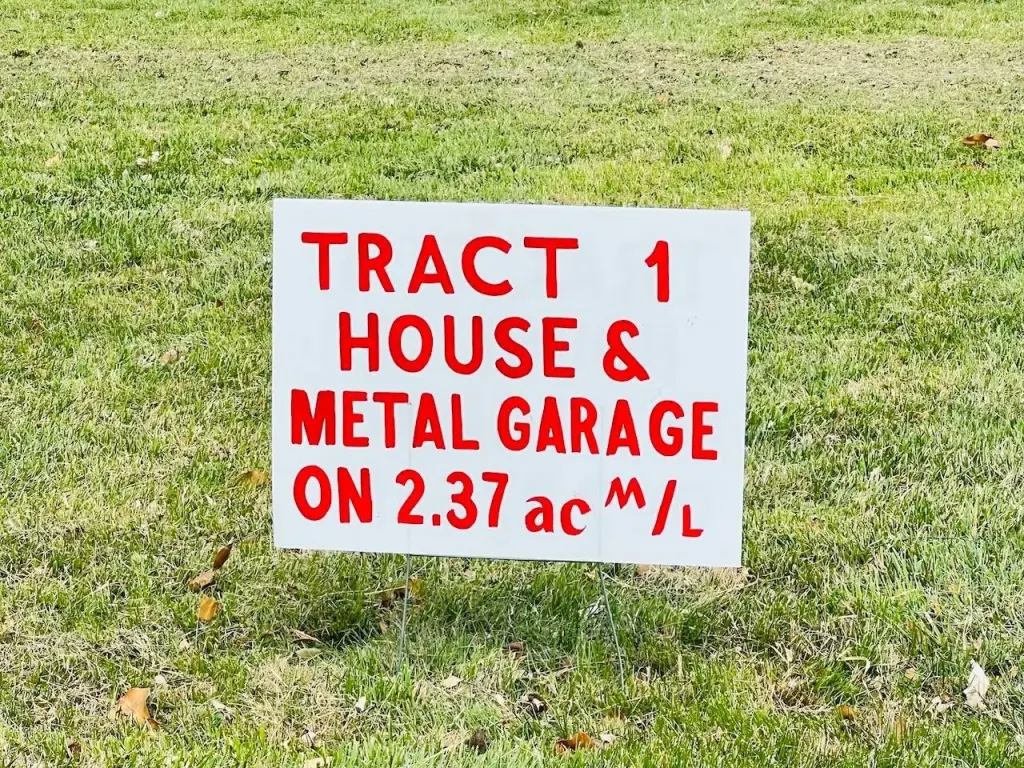 TRACT 1
HOUSE &
METAL GARAGE
ON 2.37 ac M/L